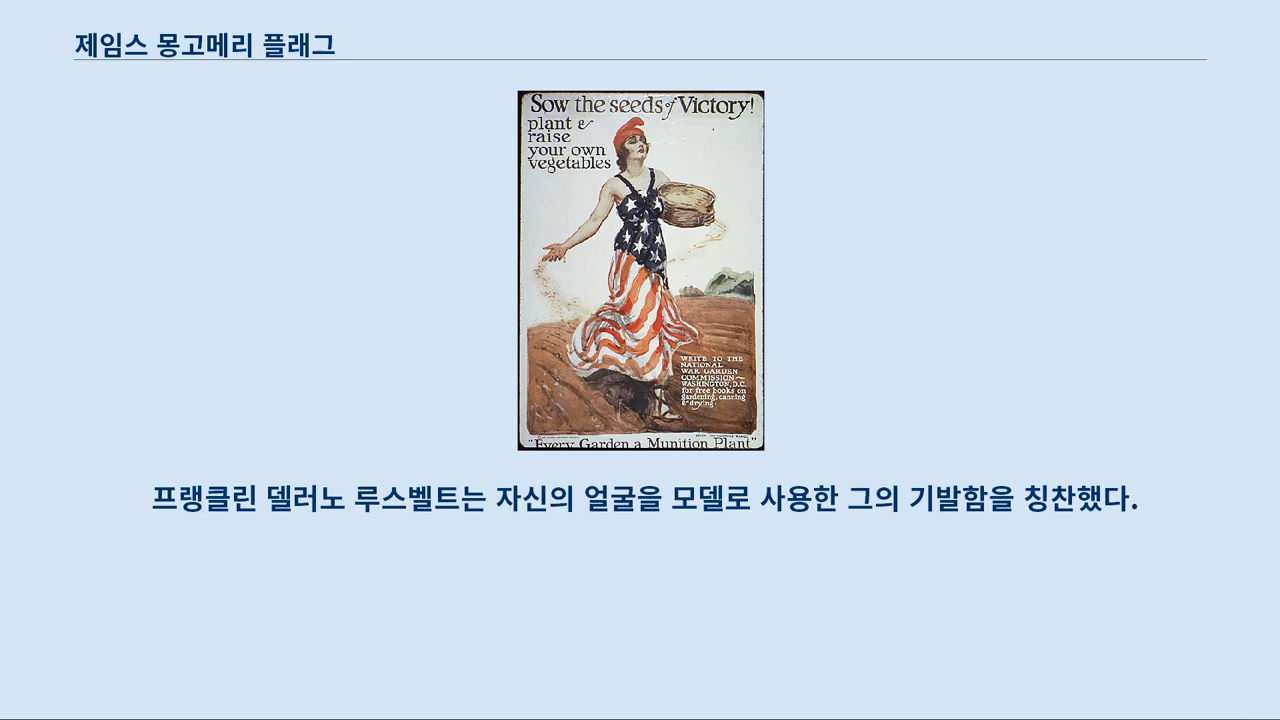 제임스 몽고메리 플래그
Sow the seeds of Victory!
plant &
raise
your own
vegetables
WRITE TO THE
NATIONAL
WAR GARDEN
COMMISSION~
WASHINGTON, D.C.
for free books on
gardening, canning
& drying.
"Every Garden a Munition Plant"
프랭클린 델러노 루스벨트는 자신의 얼굴을 모델로 사용한 그의 기발함을 칭찬했다.